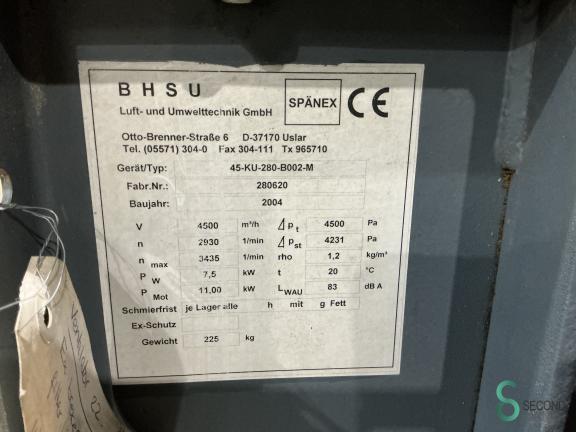 B H S U
SPÄNEX
CE
Luft- und Umwelttechnik GmbH
Otto-Brenner-Straße 6 D-37170 Uslar
Tel. (05571) 304-0 Fax 304-111 Tx 965710
Gerät/Typ: 45-KU-280-B002-M
Fabr.Nr.: 280620
Baujahr: 2004
V 4500 m³/h Δ pt 4500 Pa
n 2930 1/min Δ pst 4231 Pa
n max 3435 1/min rho 1,2 kg/m³
P W 7,5 kW t 20 °C
P Mot 11,00 kW LWAU 83 dB A
Schmierfrist je Lager alle h mit g Fett
Ex-Schutz
Gewicht 225 kg
SECOND